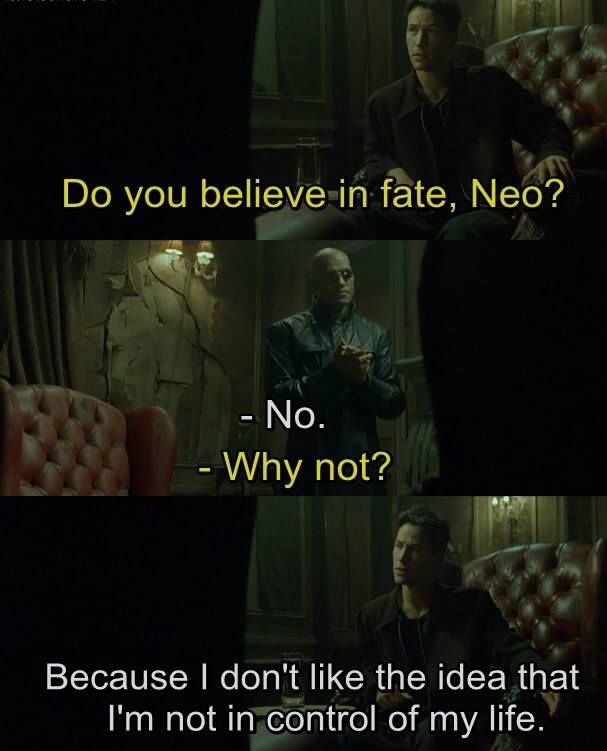 Do you believe in fate, Neo?
- No.
- Why not?
Because I don't like the idea that
I'm not in control of my life.